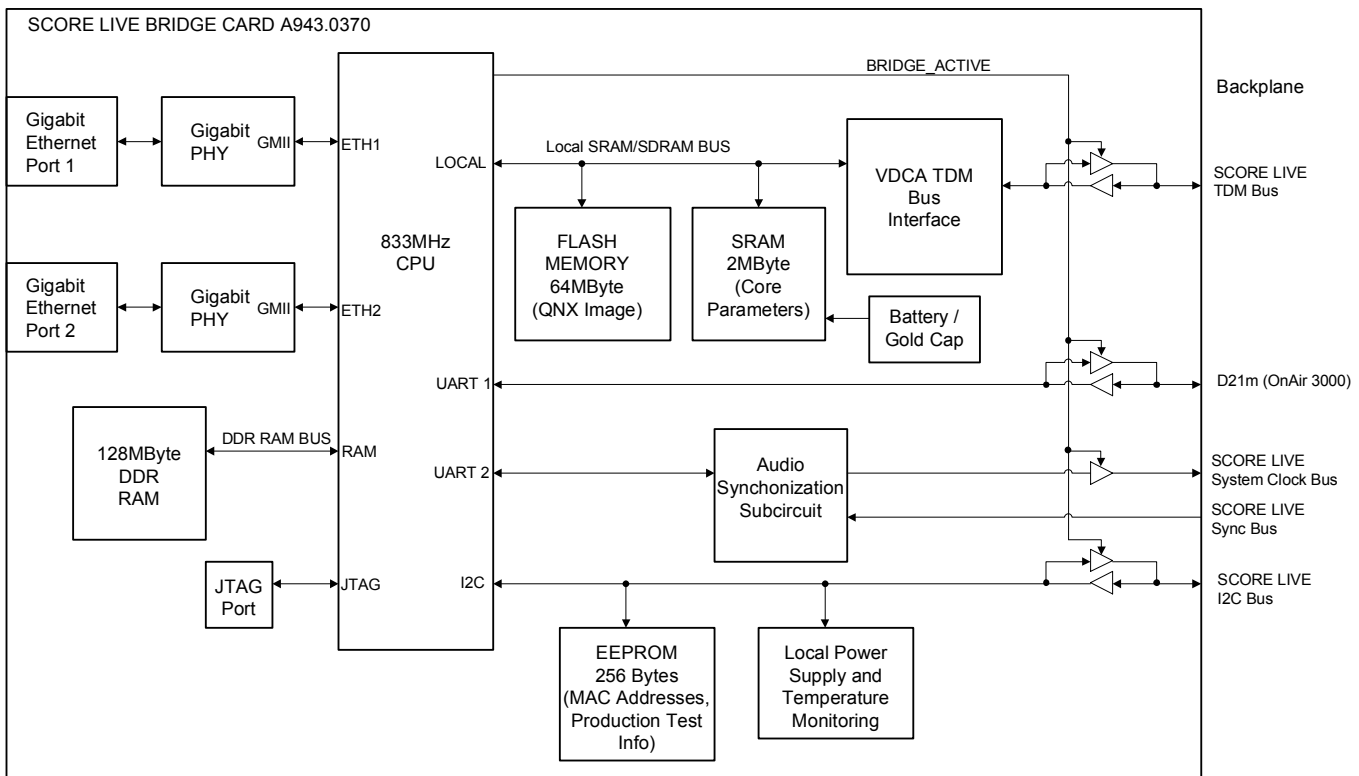 SCORE LIVE BRIDGE CARD A943.0370
BRIDGE_ACTIVE
Backplane
Gigabit
Ethernet
Port 1
Gigabit
PHY
GMII
ETH1
LOCAL
Local SRAM/SDRAM BUS
VDCA TDM
Bus
Interface
SCORE LIVE
TDM Bus
833MHz
CPU
FLASH
MEMORY
64MByte
(QNX Image)
SRAM
2MByte
(Core
Parameters)
Battery /
Gold Cap
Gigabit
Ethernet
Port 2
Gigabit
PHY
GMII
ETH2
UART 1
D21m (OnAir 3000)
128MByte
DDR
RAM
DDR RAM BUS
RAM
UART 2
Audio
Synchonization
Subcircuit
SCORE LIVE
System Clock Bus
SCORE LIVE
Sync Bus
JTAG
Port
JTAG
I2C
SCORE LIVE
I2C Bus
EEPROM
256 Bytes
(MAC Addresses,
Production Test
Info)
Local Power
Supply and
Temperature
Monitoring